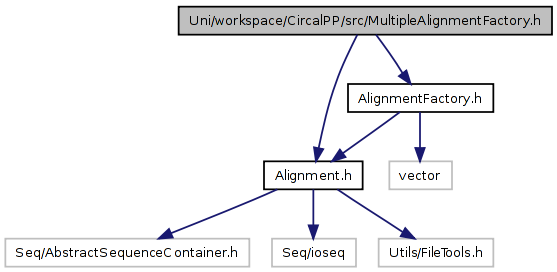 Uni/workspace/CircalPP/src/MultipleAlignmentFactory.h
AlignmentFactory.h
Alignment.h
vector
Seq/AbstractSequenceContainer.h
Seq/ioseq
Utils/FileTools.h